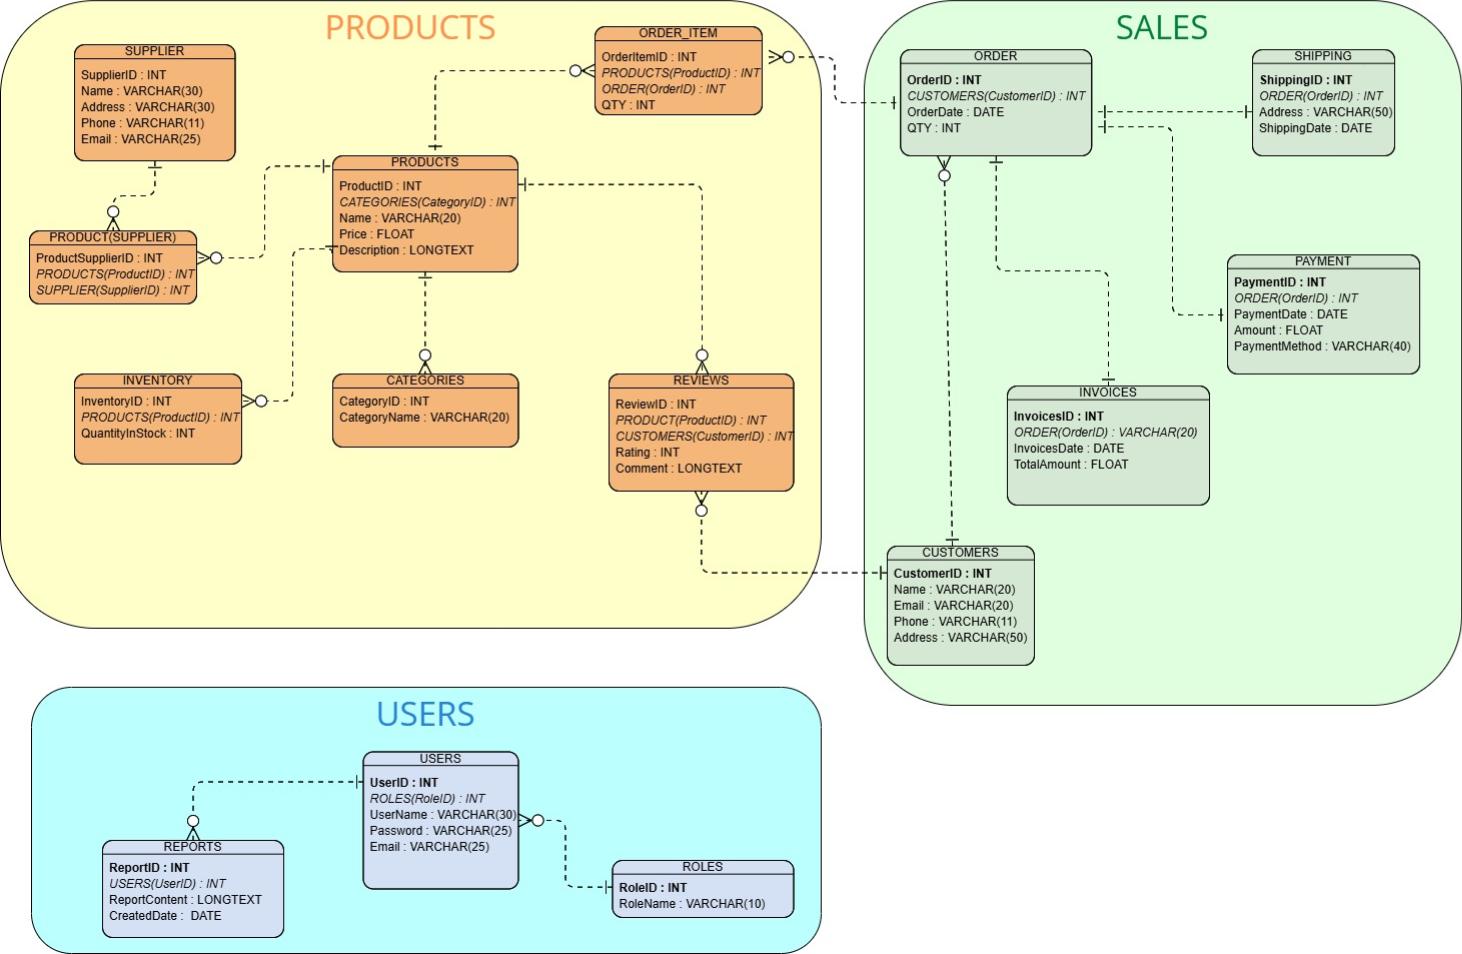 PRODUCTS
SUPPLIER
SupplierID : INT
Name : VARCHAR(30)
Address : VARCHAR(30)
Phone : VARCHAR(11)
Email : VARCHAR(25)
ORDER_ITEM
OrderItemID : INT
PRODUCTS(ProductID) : INT
ORDER(OrderID) : INT
QTY : INT
PRODUCTS
ProductID : INT
CATEGORIES(CategoryID) : INT
Name : VARCHAR(20)
Price : FLOAT
Description : LONGTEXT
PRODUCT(SUPPLIER)
ProductSupplierID : INT
PRODUCTS(ProductID) : INT
SUPPLIER(SupplierID) : INT
INVENTORY
InventoryID : INT
PRODUCTS(ProductID) : INT
QuantityInStock : INT
CATEGORIES
CategoryID : INT
CategoryName : VARCHAR(20)
REVIEWS
ReviewID : INT
PRODUCT(ProductID) : INT
CUSTOMERS(CustomerID) : INT
Rating : INT
Comment : LONGTEXT
SALES
ORDER
OrderID : INT
CUSTOMERS(CustomerID) : INT
OrderDate : DATE
QTY : INT
SHIPPING
ShippingID : INT
ORDER(OrderID) : INT
Address : VARCHAR(50)
ShippingDate : DATE
PAYMENT
PaymentID : INT
ORDER(OrderID) : INT
PaymentDate : DATE
Amount : FLOAT
PaymentMethod : VARCHAR(40)
INVOICES
InvoicesID : INT
ORDER(OrderID) : VARCHAR(20)
InvoicesDate : DATE
TotalAmount : FLOAT
CUSTOMERS
CustomerID : INT
Name : VARCHAR(20)
Email : VARCHAR(20)
Phone : VARCHAR(11)
Address : VARCHAR(50)
USERS
USERS
UserID : INT
ROLES(RoleID) : INT
UserName : VARCHAR(30)
Password : VARCHAR(25)
Email : VARCHAR(25)
REPORTS
ReportID : INT
USERS(UserID) : INT
ReportContent : LONGTEXT
CreatedDate :  DATE
ROLES
RoleID : INT
RoleName : VARCHAR(10)